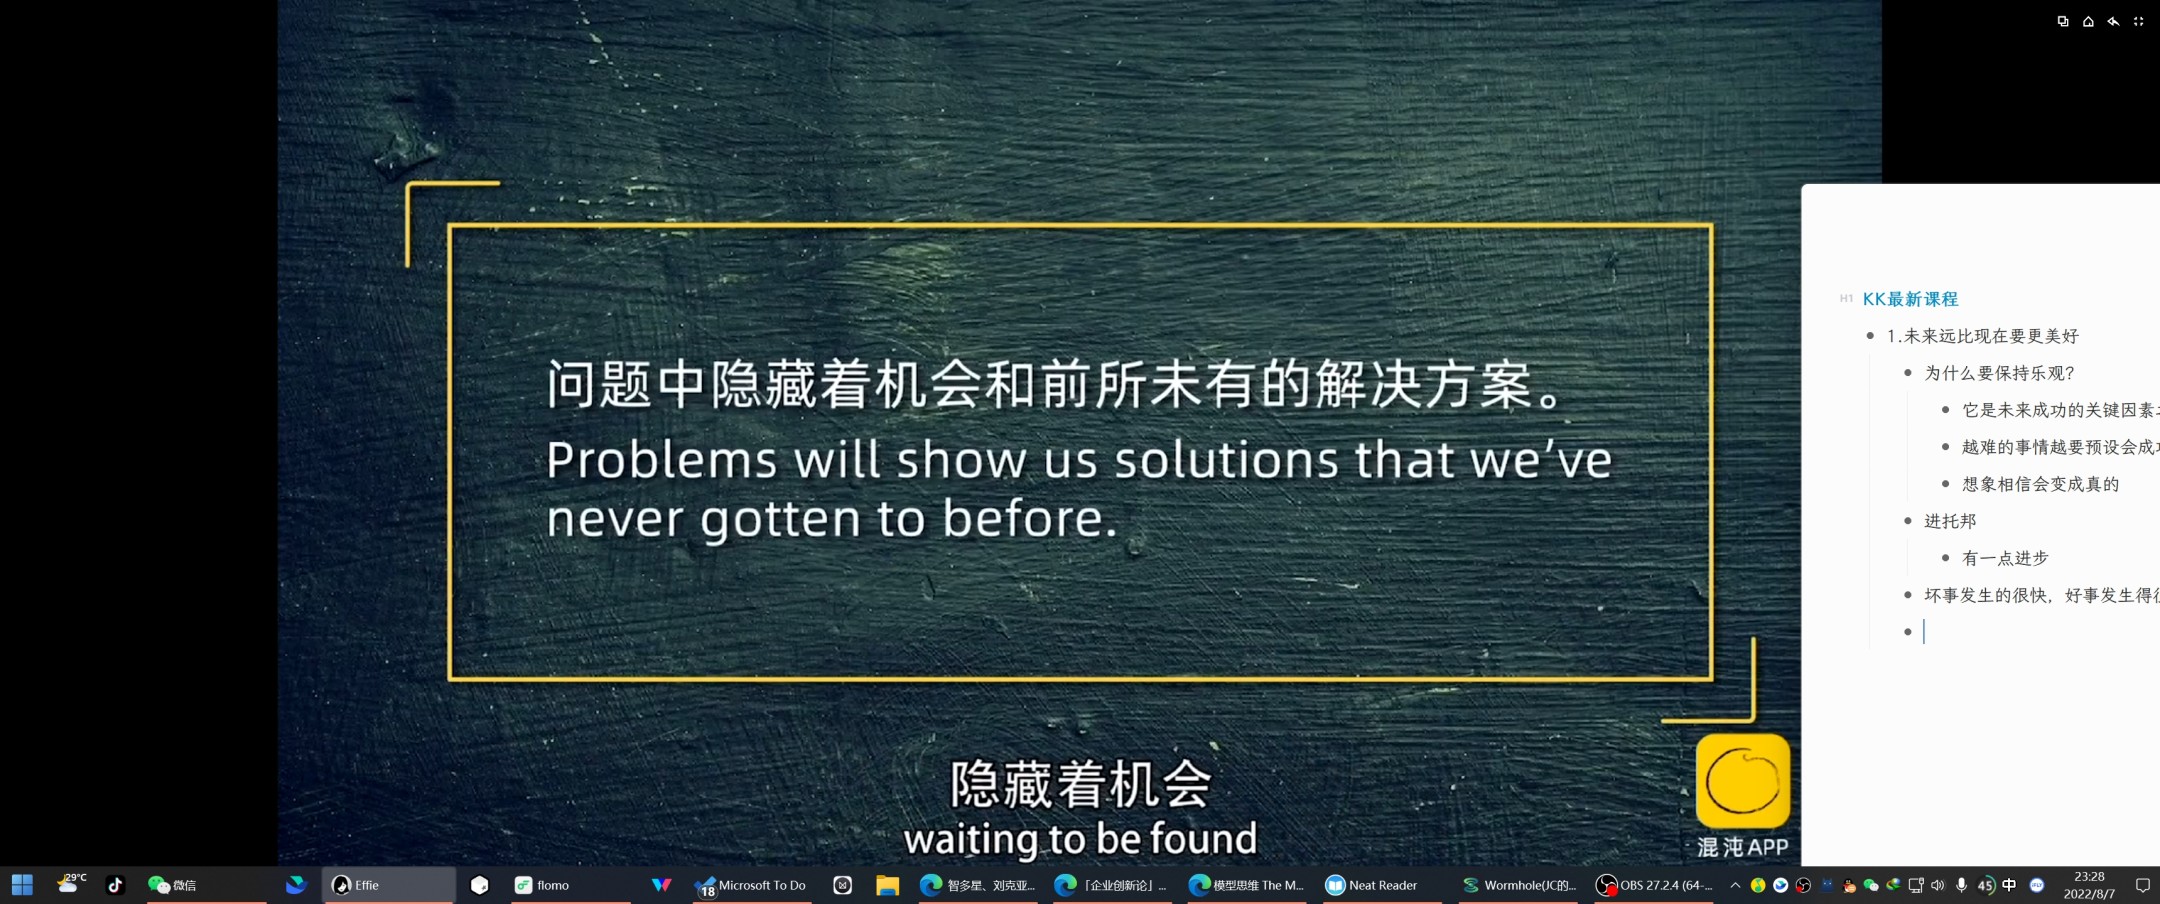 问题中隐藏着机会和前所未有的解决方案。
Problems will show us solutions that we've
never gotten to before.
隐藏着机会
waiting to be found
混沌APP
H1 KK最新课程
1.未来远比现在要更美好
为什么要保持乐观?
它是未来成功的关键因素
越难的事情越要预设会成
想象相信会变成真的
进托邦
有一点进步
坏事发生的很快，好事发生得
29°C
微信
Effie
flomo
18
Microsoft To Do
智多星、刘克亚...
「企业创新论」...
模型思维 The M...
Neat Reader
Wormhole(JC的...
OBS 27.2.4 (64-...
45
中
23:28
2022/8/7